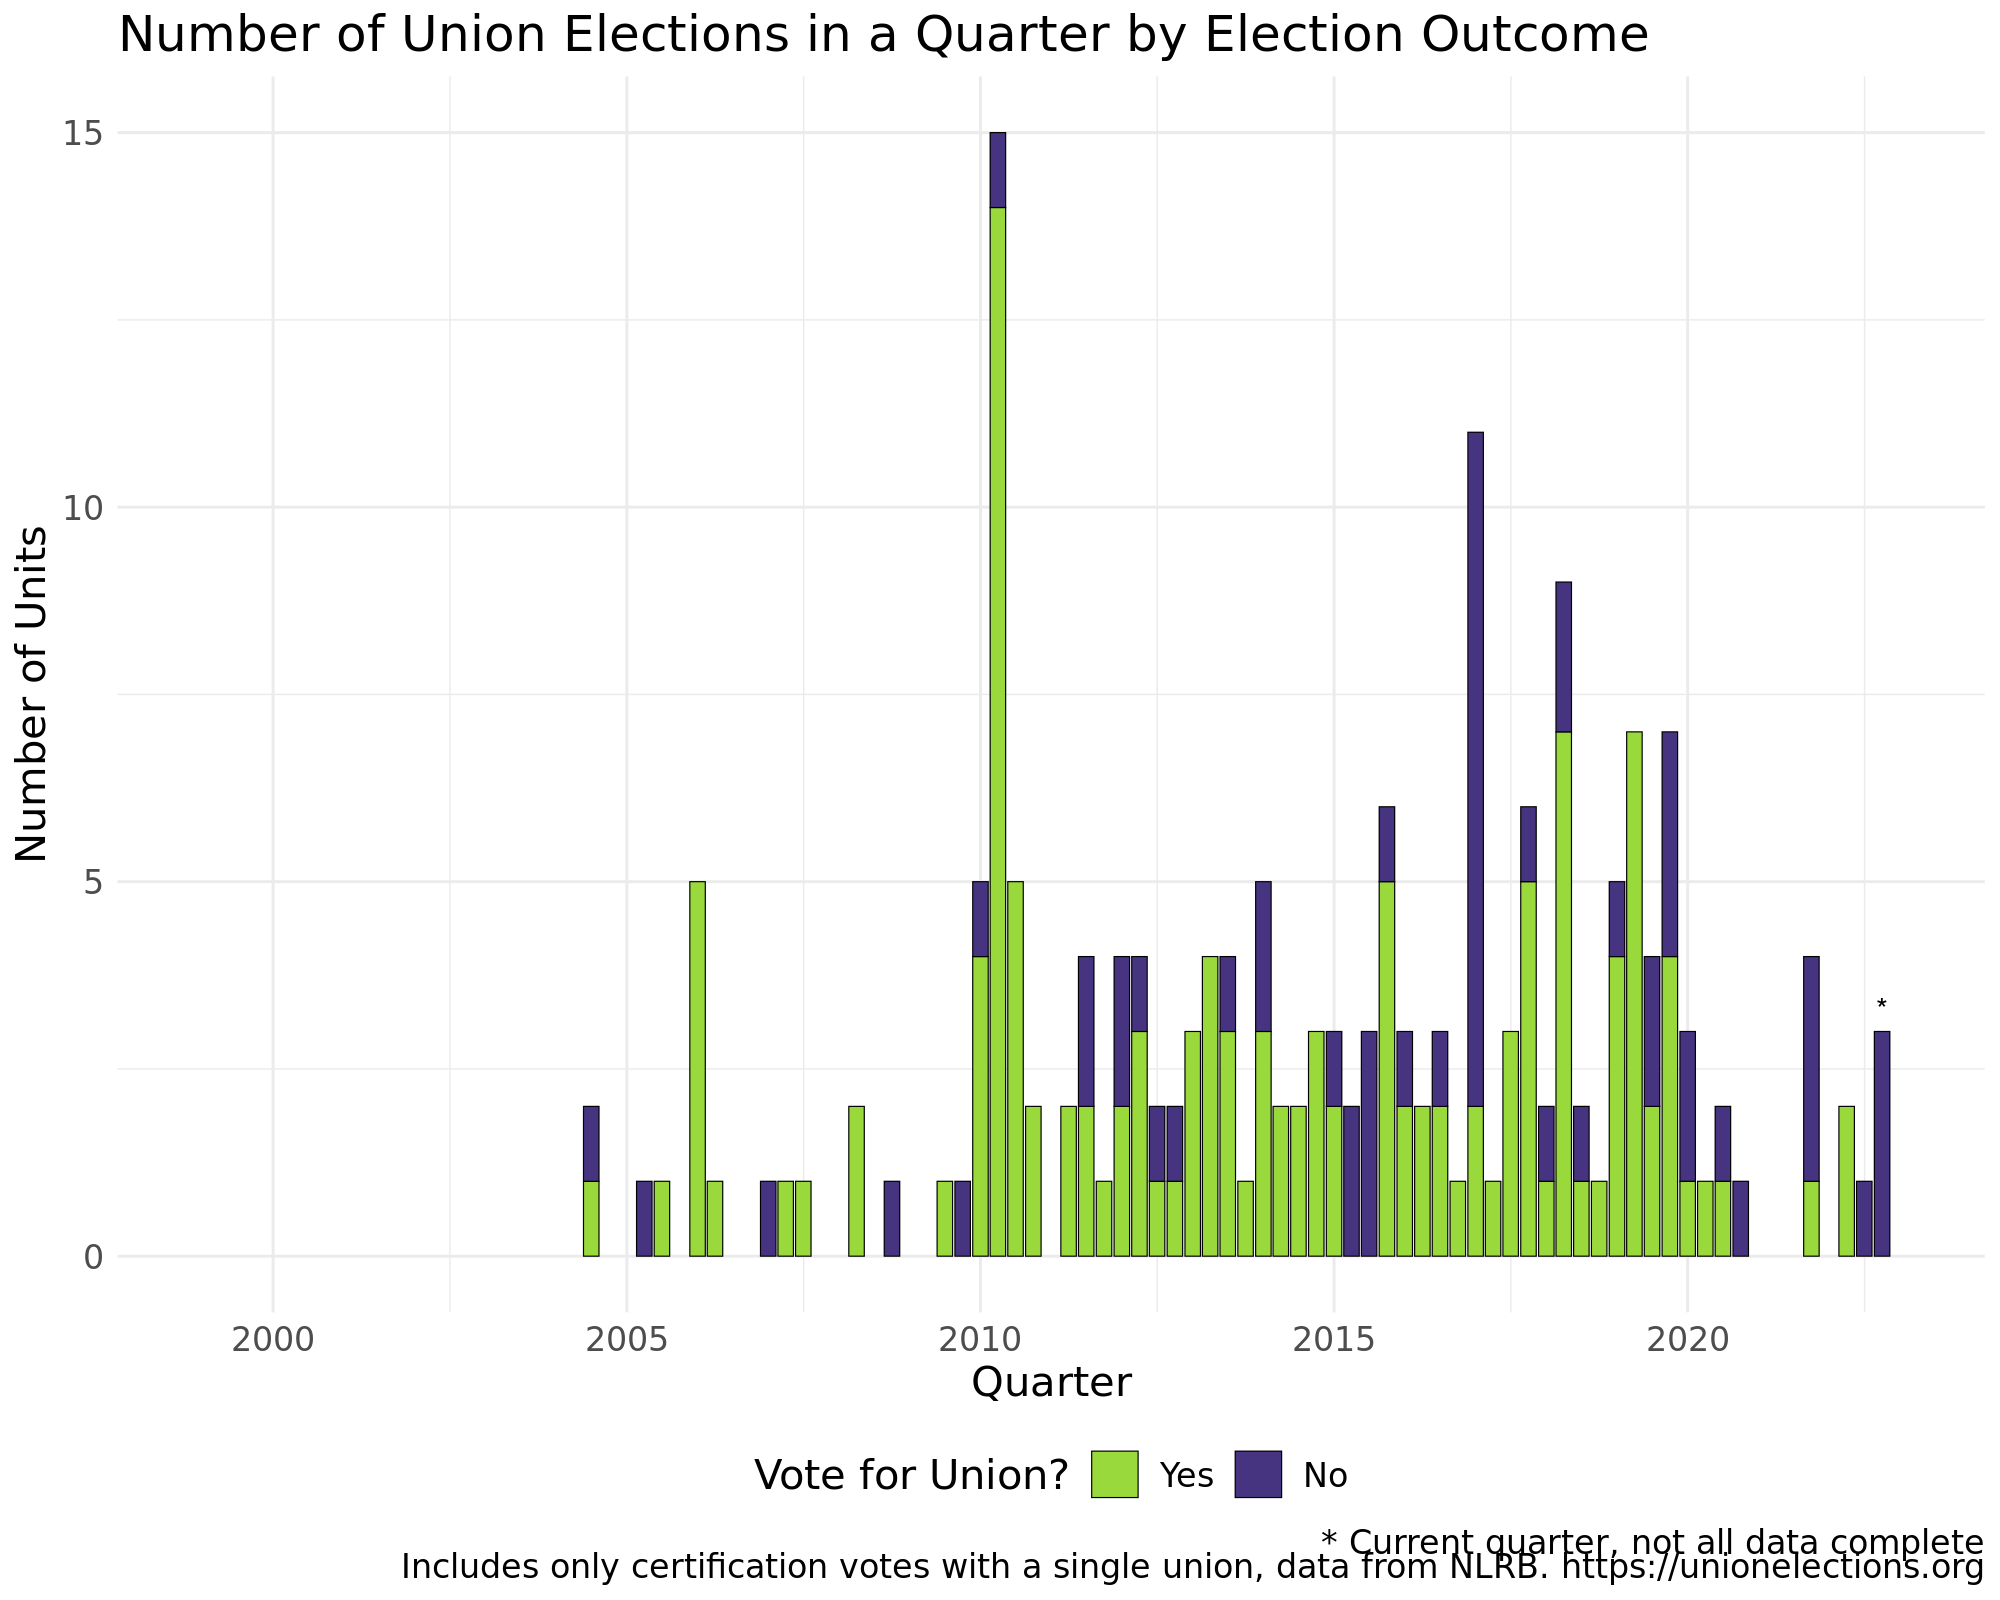 Number of Union Elections in a Quarter by Election Outcome
15
10
5
0
Number of Units
*
2000 2005 2010 2015 2020
Quarter
Vote for Union? Yes No
* Current quarter, not all data complete
Includes only certification votes with a single union, data from NLRB. https://unionelections.org